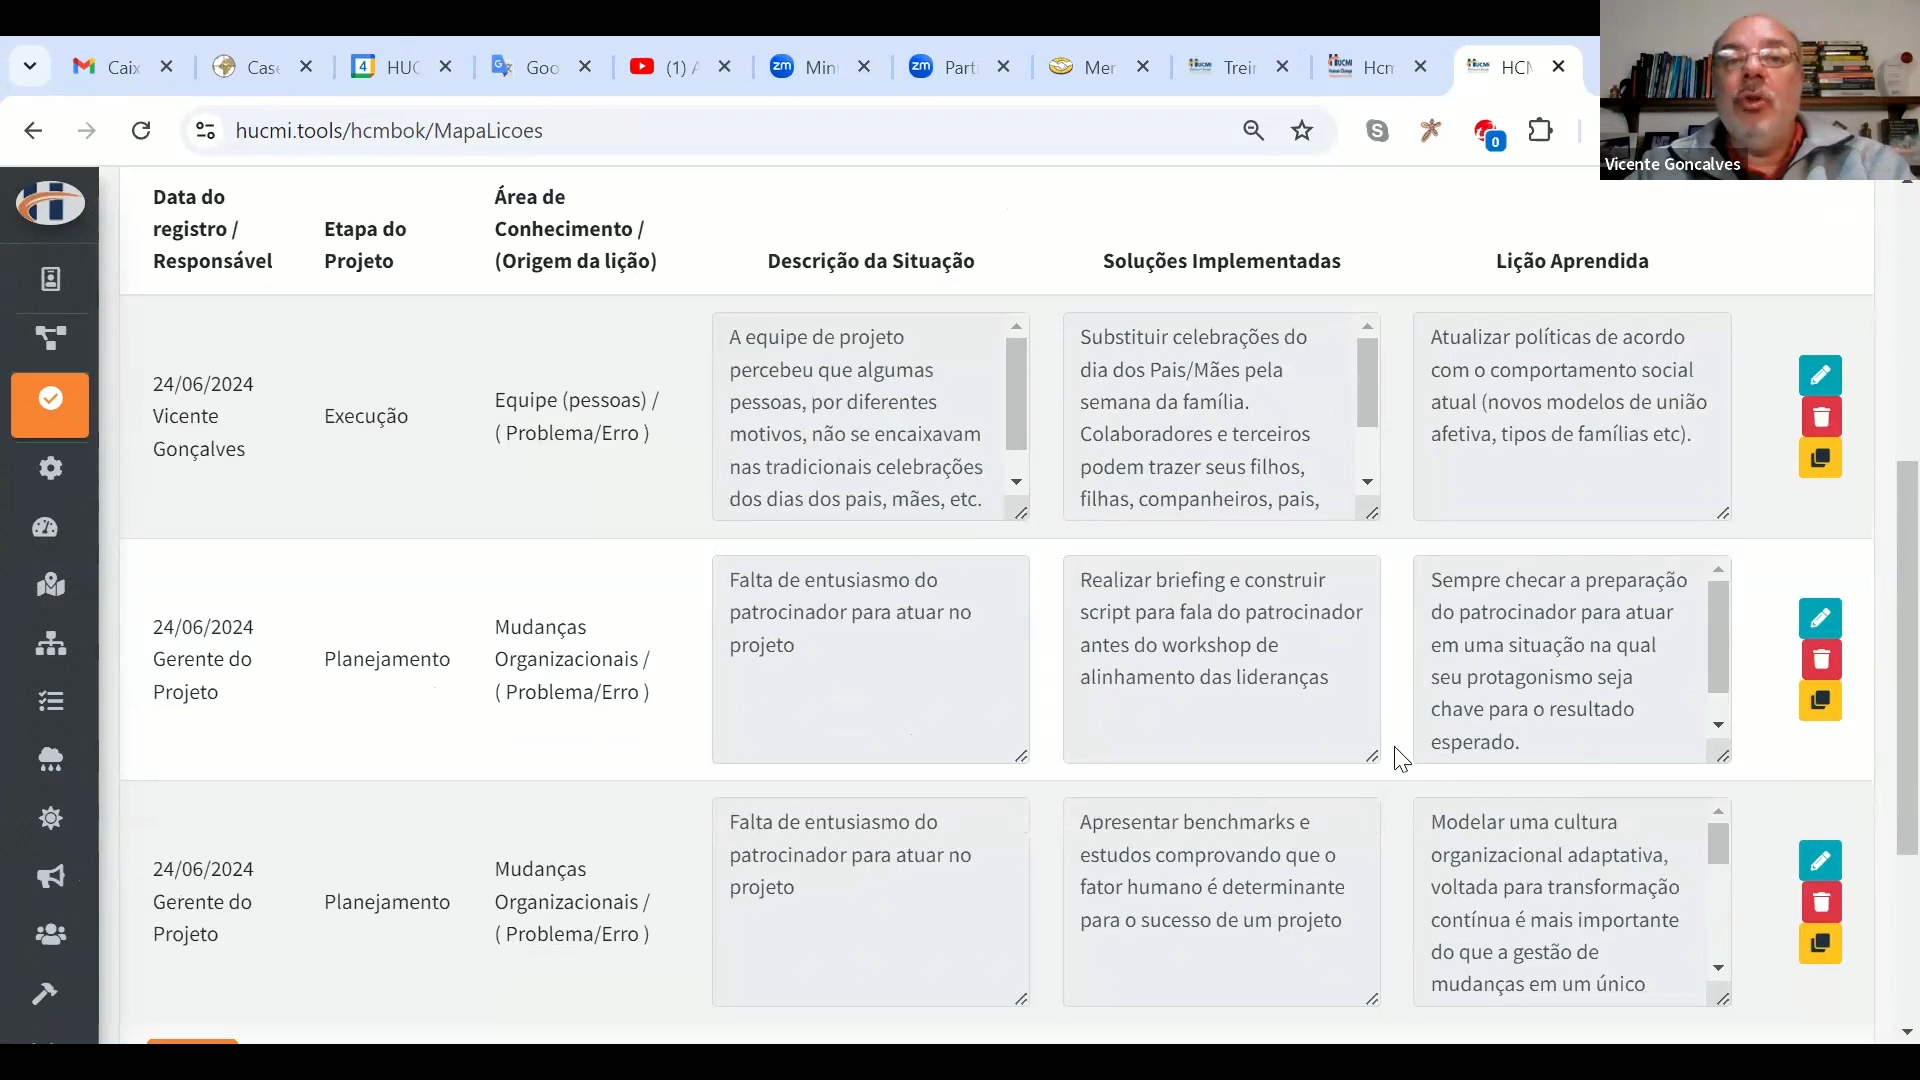 Caix
Cas
4
HUC
Goo
(1) A
zm
Min
zm
Parti
Mer
Trei
Hcm
HCM
hucmi.tools/hcmbok/MapaLicoes
0
Vicente Goncalves
Data do
registro /
Responsável
Etapa do
Projeto
Área de
Conhecimento /
(Origem da lição)
Descrição da Situação
Soluções Implementadas
Lição Aprendida
24/06/2024
Vicente
Gonçalves
Execução
Equipe (pessoas) /
( Problema/Erro )
A equipe de projeto
percebeu que algumas
pessoas, por diferentes
motivos, não se encaixavam
nas tradicionais celebrações
dos dias dos pais, mães, etc.
Substituir celebrações do
dia dos Pais/Mães pela
semana da família.
Colaboradores e terceiros
podem trazer seus filhos,
filhas, companheiros, pais,
Atualizar políticas de acordo
com o comportamento social
atual (novos modelos de união
afetiva, tipos de famílias etc).
24/06/2024
Gerente do
Projeto
Planejamento
Mudanças
Organizacionais /
( Problema/Erro )
Falta de entusiasmo do
patrocinador para atuar no
projeto
Realizar briefing e construir
script para fala do patrocinador
antes do workshop de
alinhamento das lideranças
Sempre checar a preparação
do patrocinador para atuar
em uma situação na qual
seu protagonismo seja
chave para o resultado
esperado.
24/06/2024
Gerente do
Projeto
Planejamento
Mudanças
Organizacionais /
( Problema/Erro )
Falta de entusiasmo do
patrocinador para atuar no
projeto
Apresentar benchmarks e
estudos comprovando que o
fator humano é determinante
para o sucesso de um projeto
Modelar uma cultura
organizacional adaptativa,
voltada para transformação
contínua é mais importante
do que a gestão de
mudanças em um único